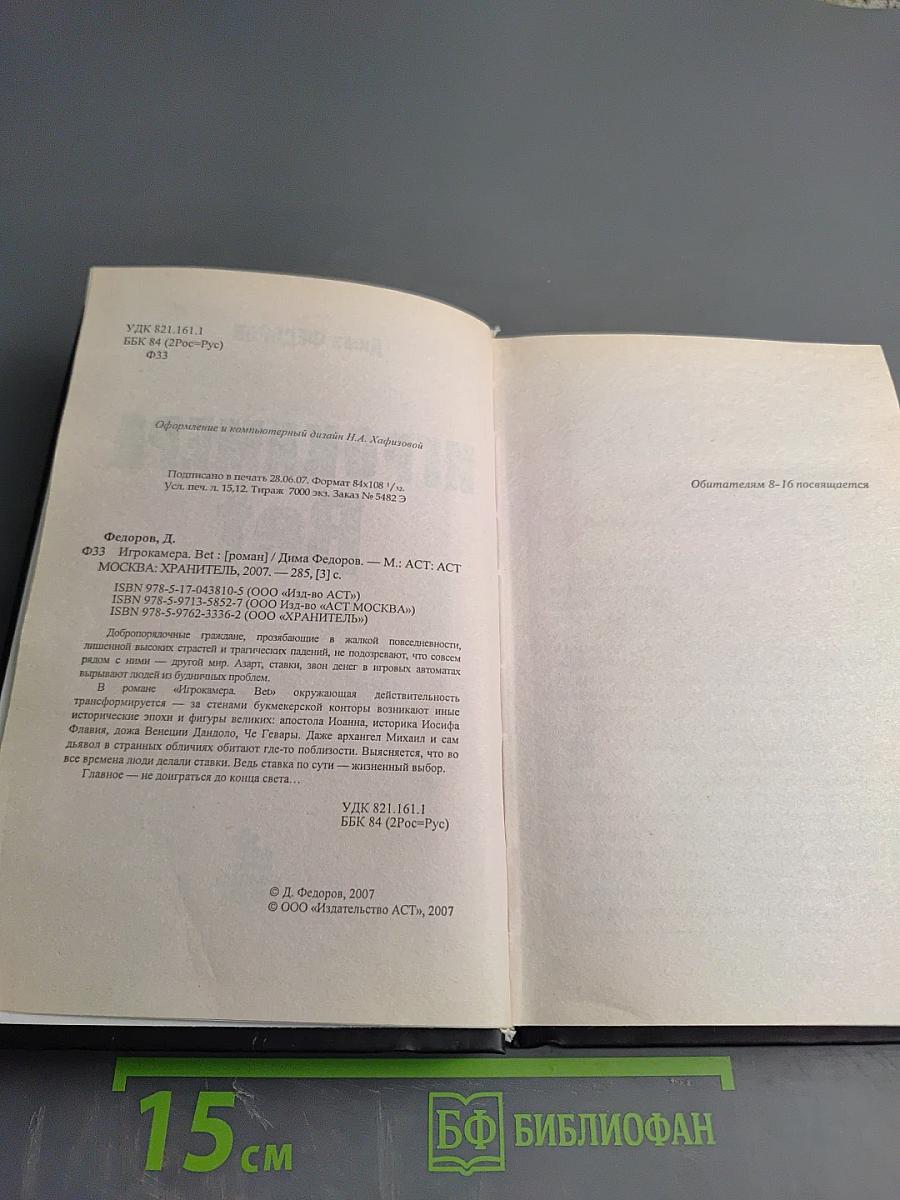 УДК 821.161.1
ББК 84 (2Рос=Рус)
Ф33
Оформление и компьютерный дизайн Н.А. Хафизовой
Подписано в печать 28.06.07. Формат 84х108 1/32.
Усл. печ. л. 15,12. Тираж 7000 экз. Заказ № 5482 Э
Федоров, Д.
Ф33 Игрокамера. Bet : [роман] / Дима Федоров. — М.: АСТ: АСТ
МОСКВА: ХРАНИТЕЛЬ, 2007. — 285, [3] с.
ISBN 978-5-17-043810-5 (ООО «Изд-во АСТ»)
ISBN 978-5-9713-5852-7 (ООО Изд-во «АСТ МОСКВА»)
ISBN 978-5-9762-3336-2 (ООО «ХРАНИТЕЛЬ»)
Добропорядочные граждане, прозябающие в жалкой повседневности,
лишенной высоких страстей и трагических падений, не подозревают, что совсем
рядом с ними — другой мир. Азарт, ставки, звон денег в игровых автоматах
вырывают людей из будничных проблем.
В романе «Игрокамера. Bet» окружающая действительность
трансформируется — за стенами букмекерской конторы возникают иные
исторические эпохи и фигуры великих: апостола Иоанна, историка Иосифа
Флавия, дожа Венеции Дандоло, Че Гевары. Даже архангел Михаил и сам
дьявол в странных обличиях обитают где-то поблизости. Выясняется, что во
все времена люди делали ставки. Ведь ставка по сути — жизненный выбор.
Главное — не доиграться до конца света…
УДК 821.161.1
ББК 84 (2Рос=Рус)
© Д. Федоров, 2007
© ООО «Издательство АСТ», 2007
Обитателям 8-16 посвящается
15 см
БФ БИБЛИОФАН